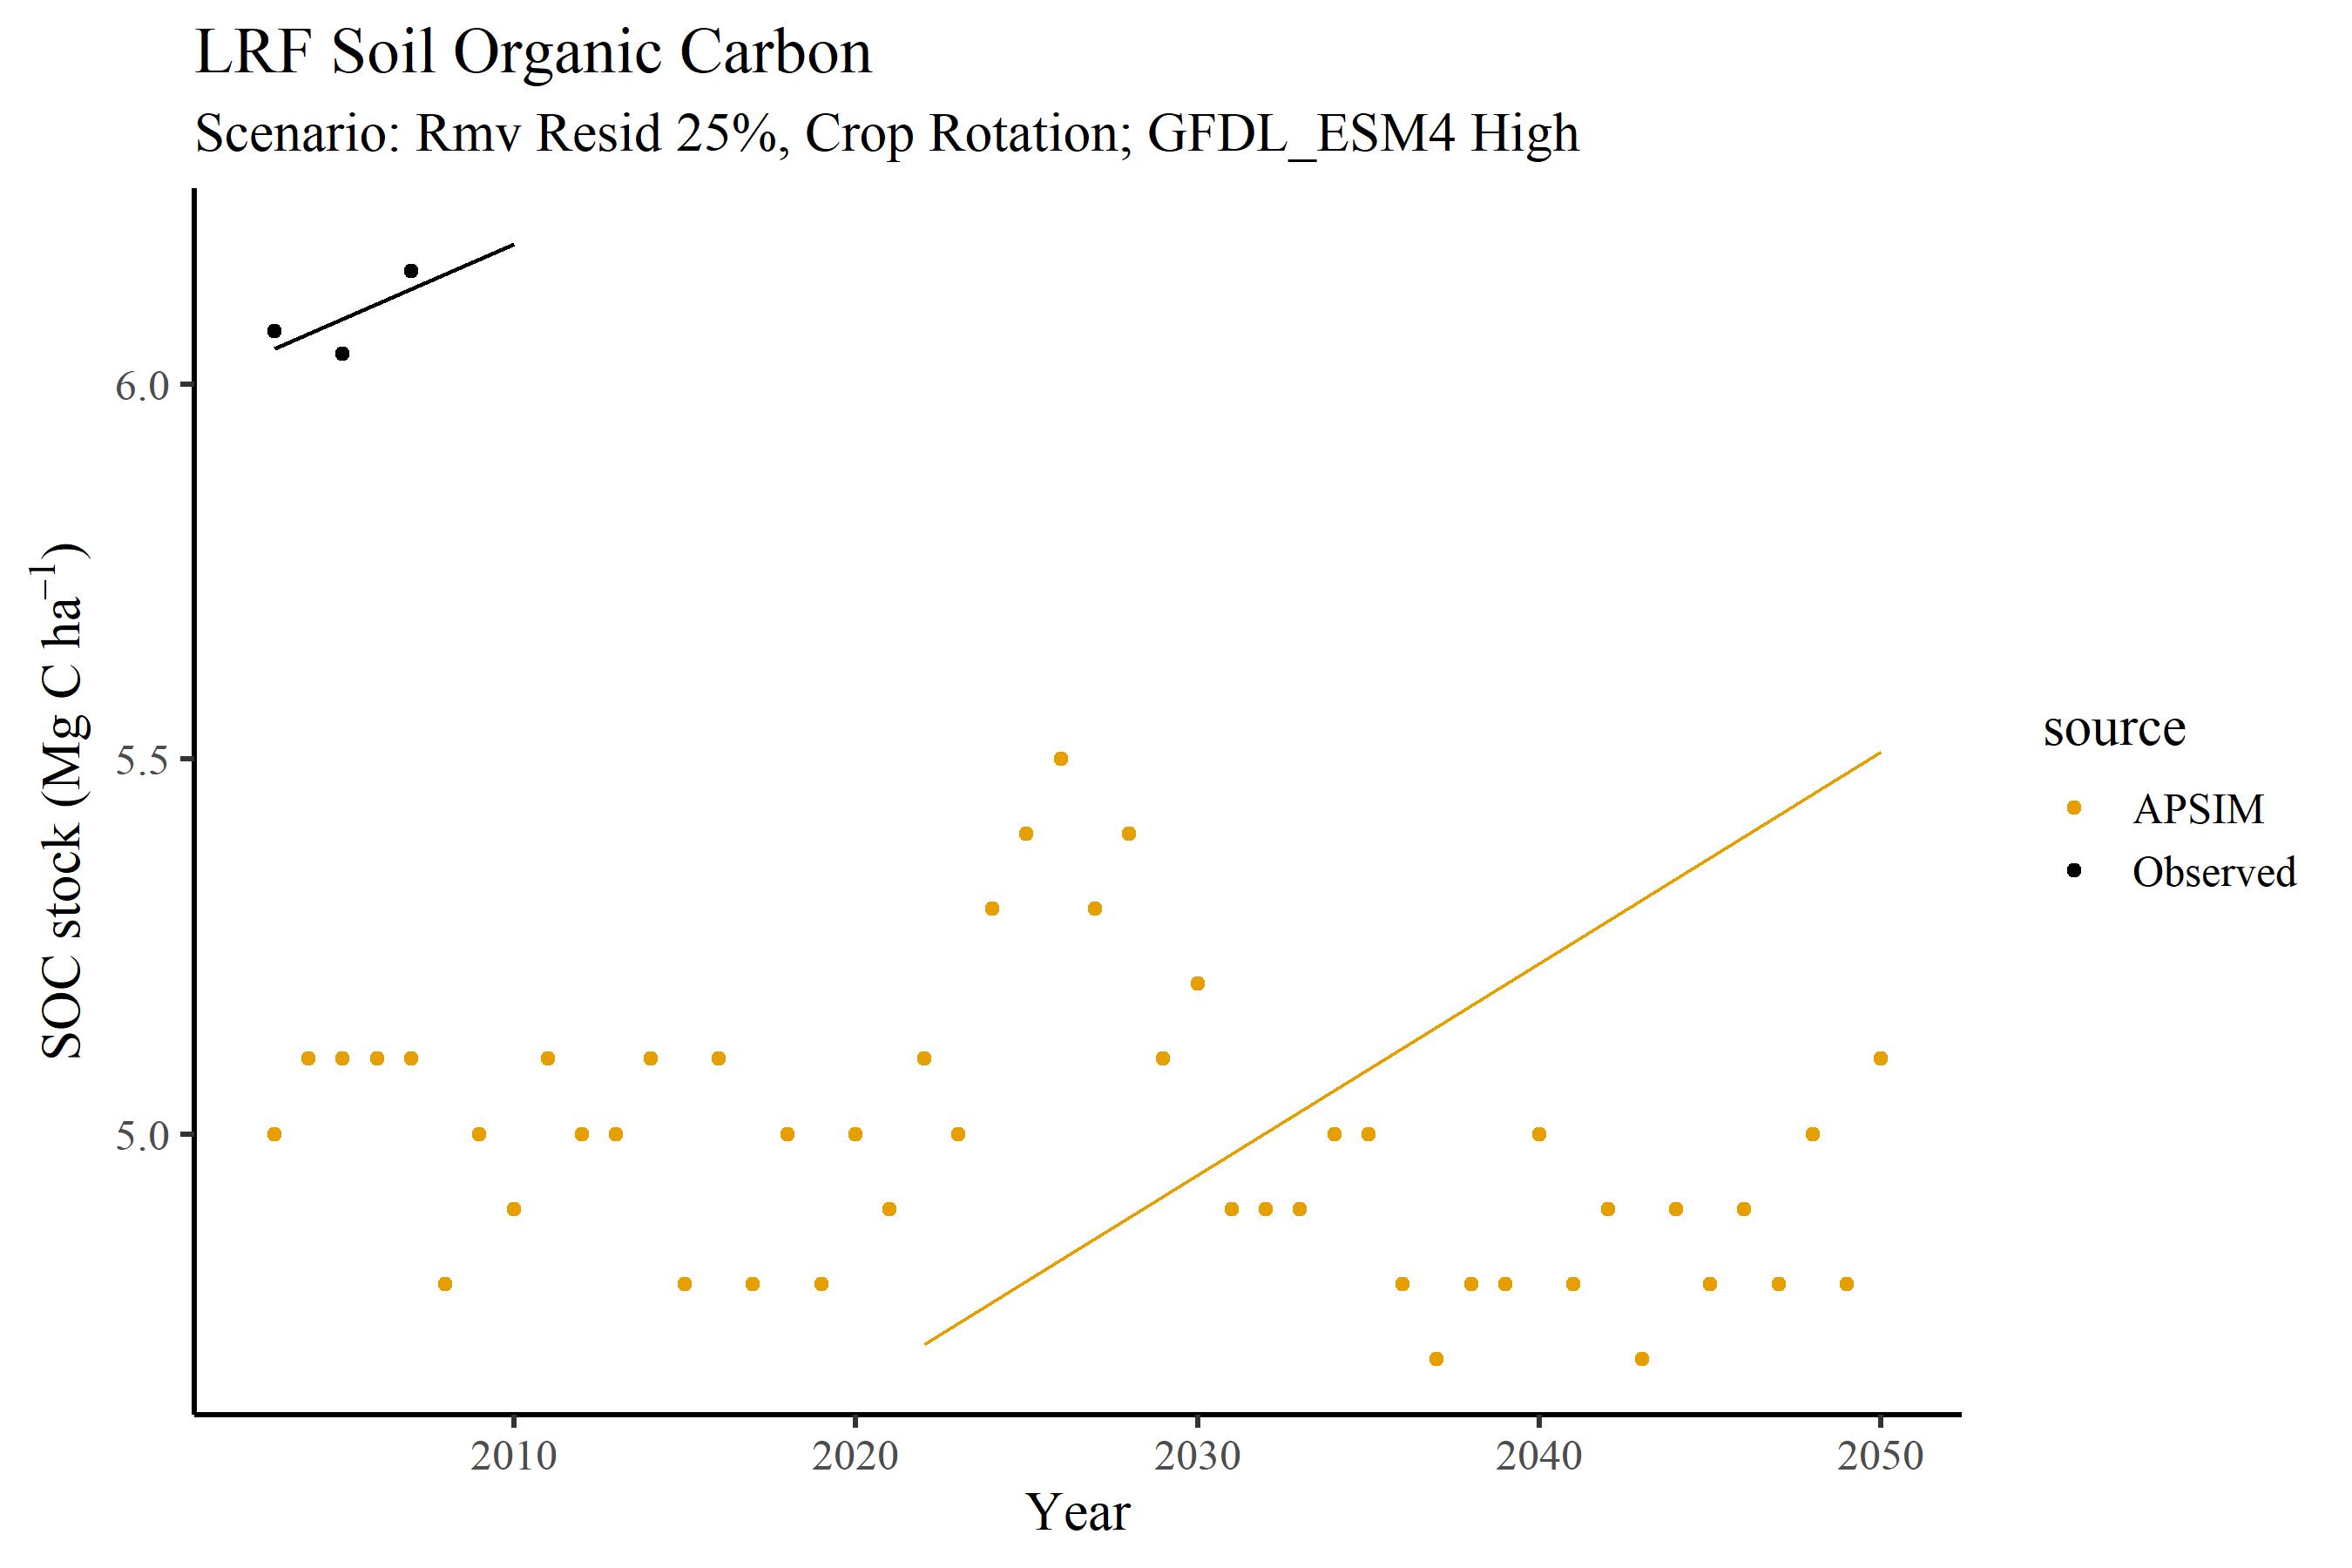 LRF Soil Organic Carbon
Scenario: Rmv Resid 25%, Crop Rotation; GFDL_ESM4 High
SOC stock (Mg C ha⁻¹)
6.0
5.5
5.0
2010 2020 2030 2040 2050
Year
source
APSIM
Observed